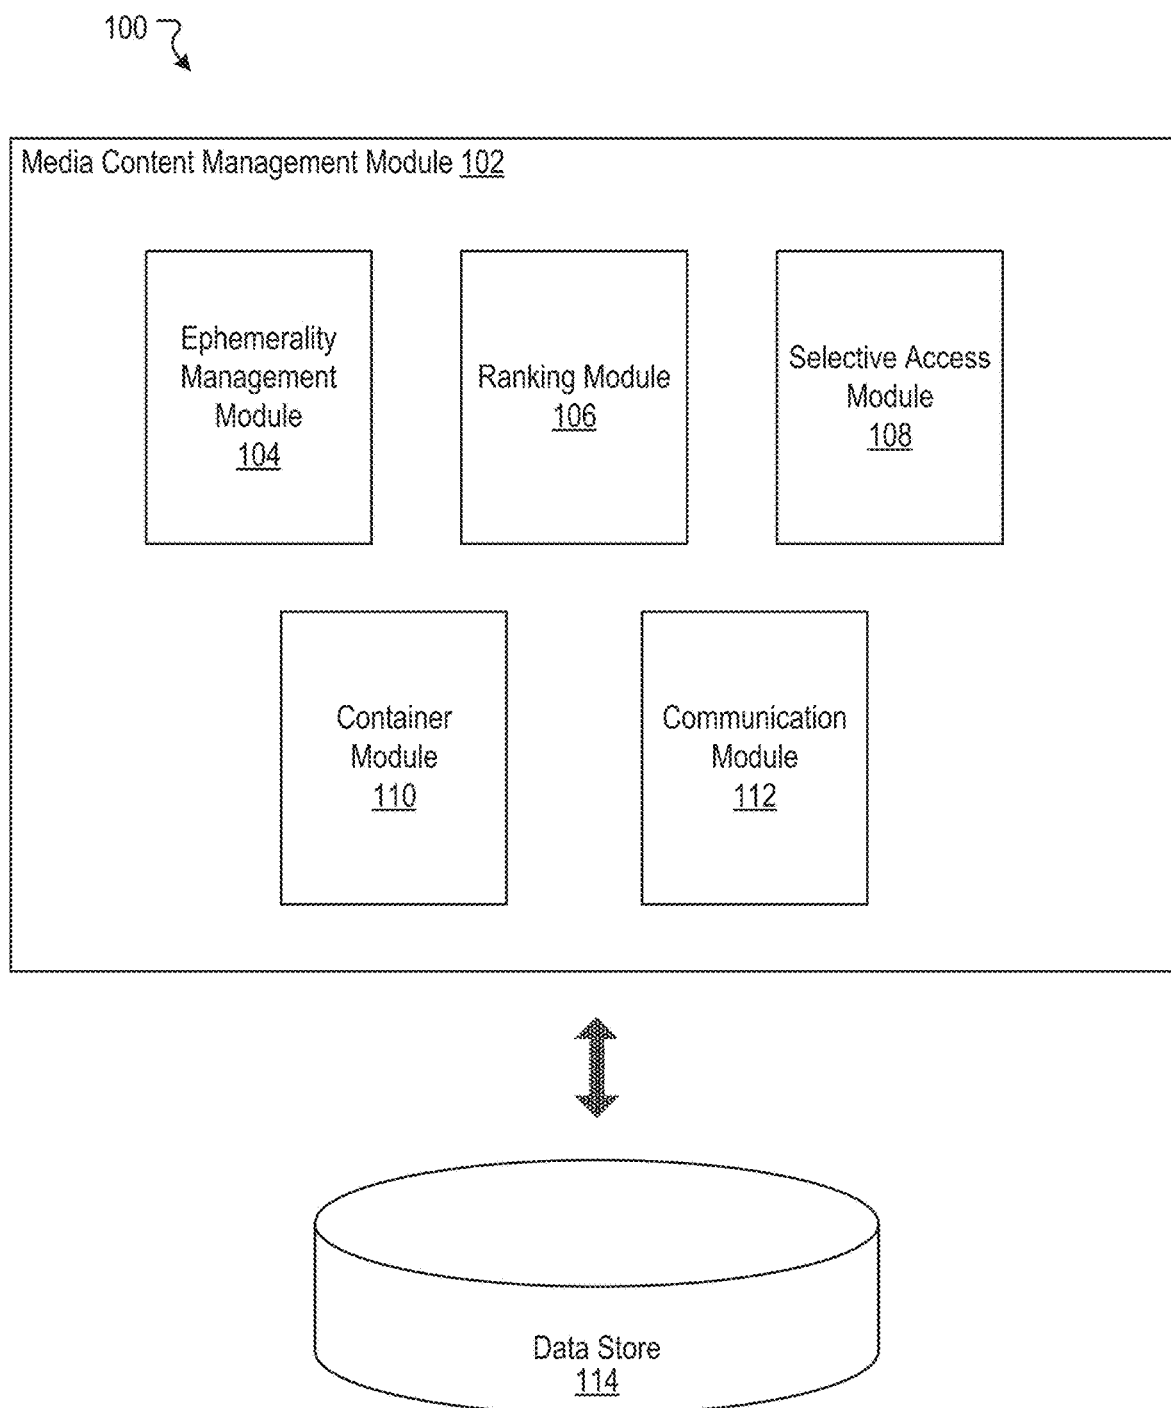 100
Media Content Management Module 102
Ephemerality
Management
Module
104
Ranking Module
106
Selective Access
Module
108
Container
Module
110
Communication
Module
112
Data Store
114